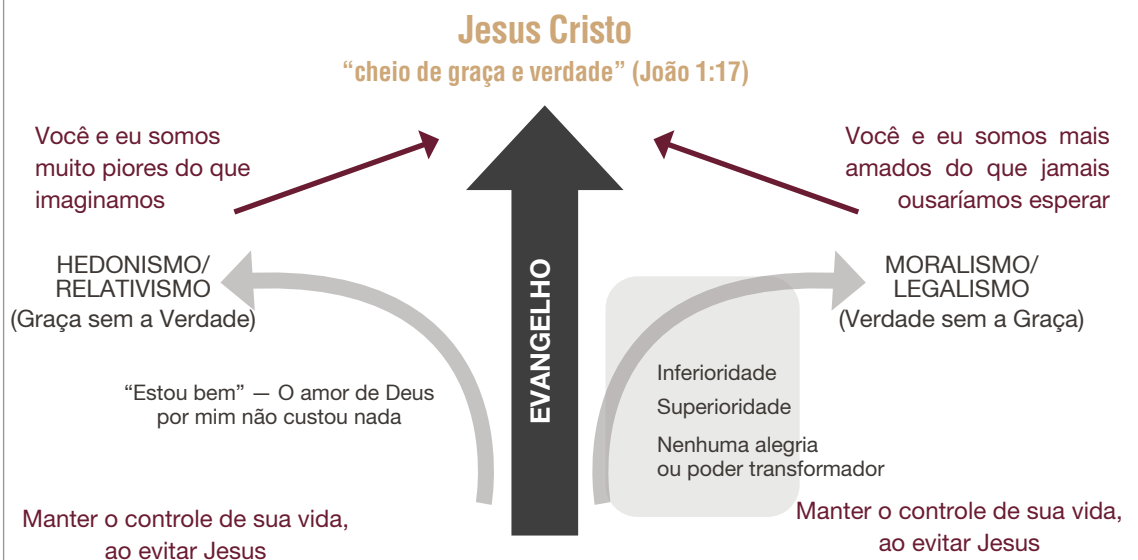 Jesus Cristo
“cheio de graça e verdade” (João 1:17)
Você e eu somos
muito piores do que
imaginamos
Você e eu somos mais
amados do que jamais
ousaríamos esperar
HEDONISMO/
RELATIVISMO
(Graça sem a Verdade)
EVANGELHO
MORALISMO/
LEGALISMO
(Verdade sem a Graça)
“Estou bem” — O amor de Deus
por mim não custou nada
Inferioridade
Superioridade
Nenhuma alegria
ou poder transformador
Manter o controle de sua vida,
ao evitar Jesus
Manter o controle de sua vida,
ao evitar Jesus